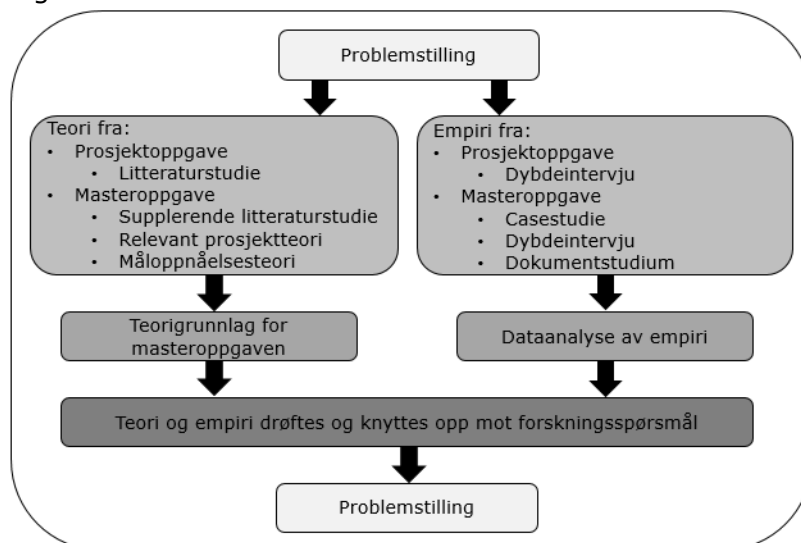 Problemstilling
Teori fra:
• Prosjektoppgave
• Litteraturstudie
• Masteroppgave
• Supplerende litteraturstudie
• Relevant prosjektteori
• Måloppnåelsesteori
Empiri fra:
• Prosjektoppgave
• Dybdeintervju
• Masteroppgave
• Casestudie
• Dybdeintervju
• Dokumentstudium
Teorigrunnlag for
masteroppgaven
Dataanalyse av empiri
Teori og empiri drøftes og knyttes opp mot forskningsspørsmål
Problemstilling